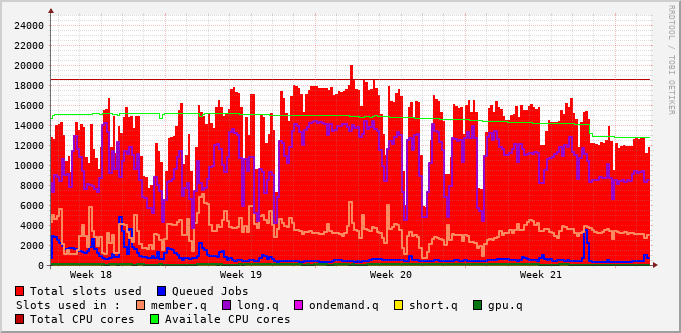 RRDTOOL / TOBI OETIKER
24000
22000
20000
18000
16000
14000
12000
10000
8000
6000
4000
2000
0
Week 18 Week 19 Week 20 Week 21
Total slots used Queued Jobs
Slots used in : member.q long.q ondemand.q short.q gpu.q
Total CPU cores Availale CPU cores